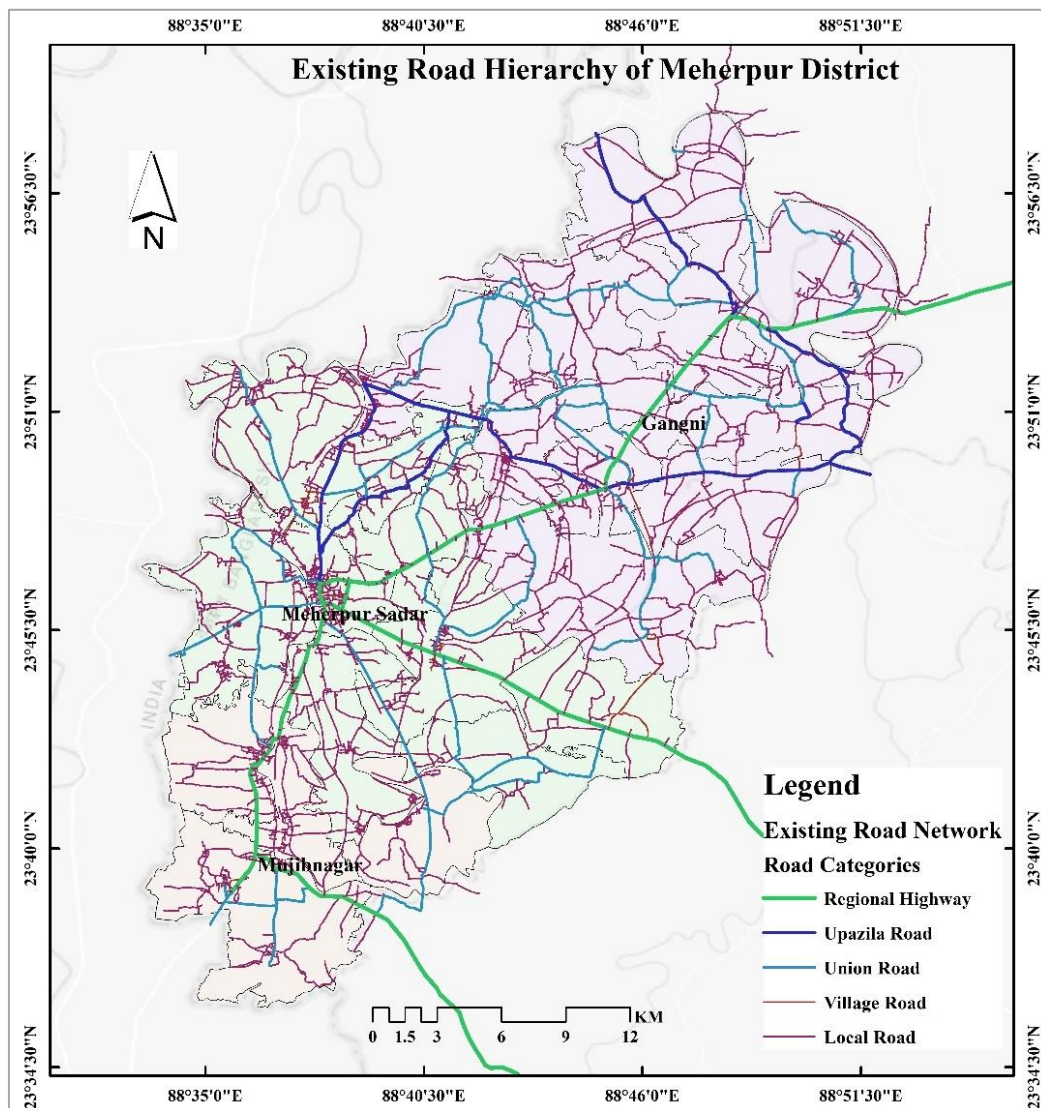 88°35'0"E 88°40'30"E 88°46'0"E 88°51'30"E
Existing Road Hierarchy of Meherpur District
N
23°56'30"N 23°56'30"N
23°51'0"N 23°51'0"N
Gangni
23°45'30"N 23°45'30"N
Meherpur Sadar
INDIA
23°40'0"N 23°40'0"N
Mujibnagar
Legend
Existing Road Network
Road Categories
Regional Highway
Upazila Road
Union Road
Village Road
Local Road
KM
0 1.5 3 6 9 12
23°34'30"N 23°34'30"N
88°35'0"E 88°40'30"E 88°46'0"E 88°51'30"E